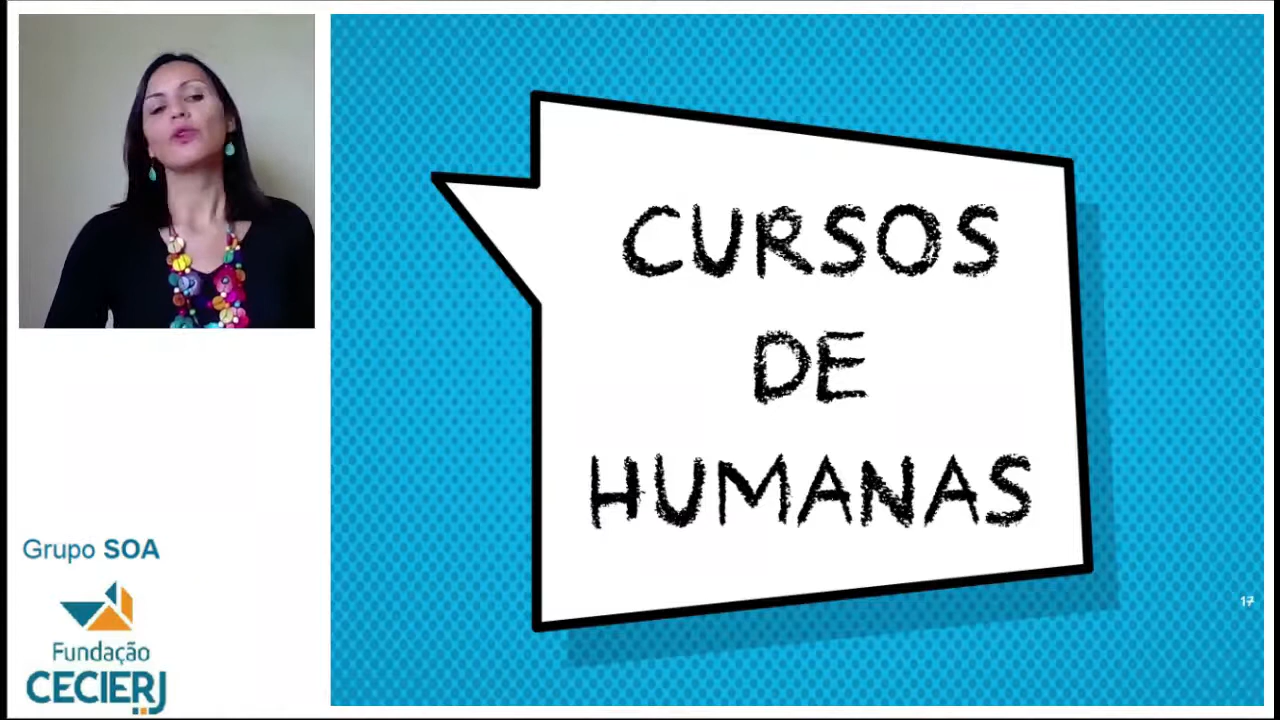 CURSOS
DE
HUMANAS
Grupo SOA
Fundação
CECIERJ
17